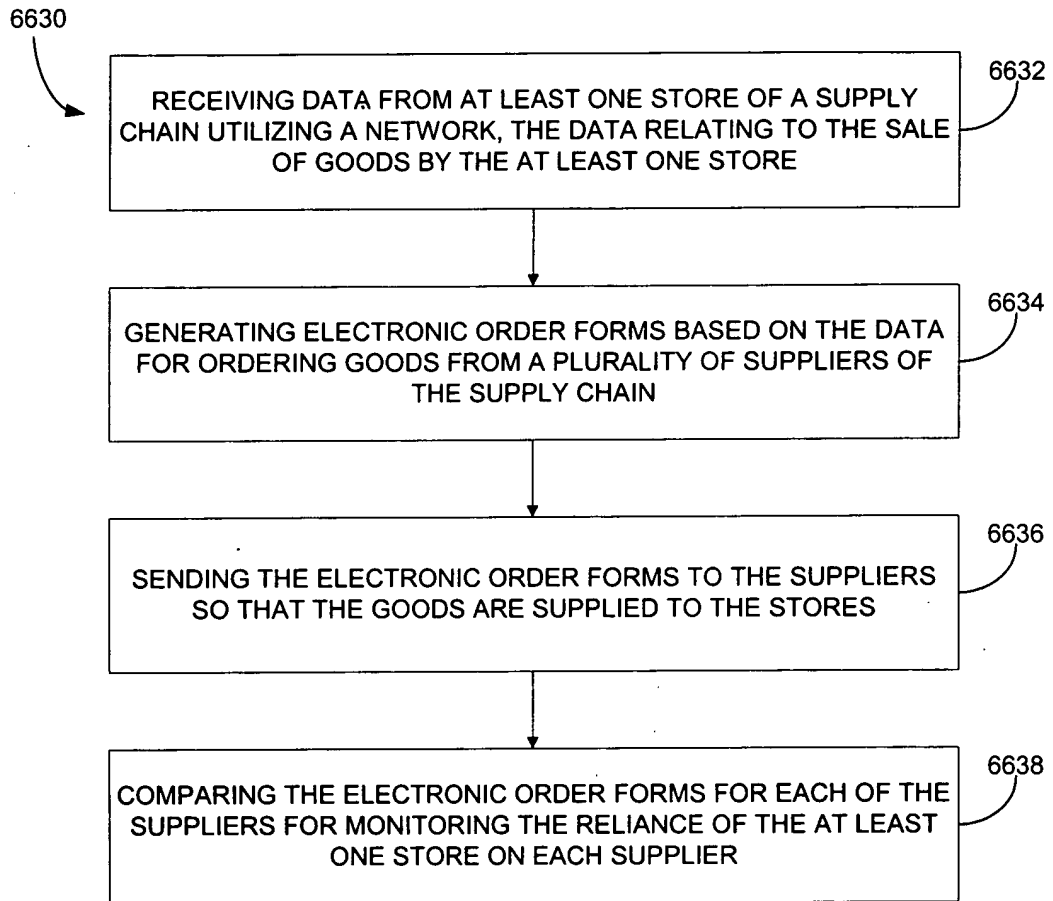 6630
6632
RECEIVING DATA FROM AT LEAST ONE STORE OF A SUPPLY
CHAIN UTILIZING A NETWORK, THE DATA RELATING TO THE SALE
OF GOODS BY THE AT LEAST ONE STORE
6634
GENERATING ELECTRONIC ORDER FORMS BASED ON THE DATA
FOR ORDERING GOODS FROM A PLURALITY OF SUPPLIERS OF
THE SUPPLY CHAIN
6636
SENDING THE ELECTRONIC ORDER FORMS TO THE SUPPLIERS
SO THAT THE GOODS ARE SUPPLIED TO THE STORES
6638
COMPARING THE ELECTRONIC ORDER FORMS FOR EACH OF THE
SUPPLIERS FOR MONITORING THE RELIANCE OF THE AT LEAST
ONE STORE ON EACH SUPPLIER